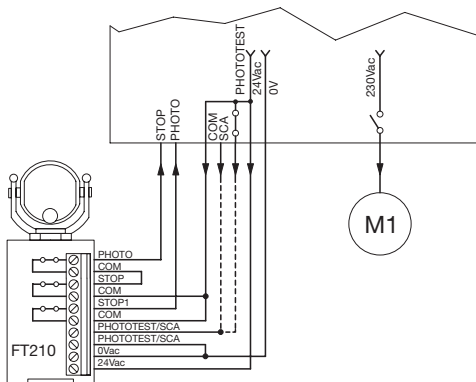 PHOTOTEST
24Vac
0V
230Vac
STOP
PHOTO
COM
SCA
M1
PHOTO
COM
STOP
COM
STOP1
COM
PHOTOTEST/SCA
PHOTOTEST/SCA
0Vac
24Vac
FT210